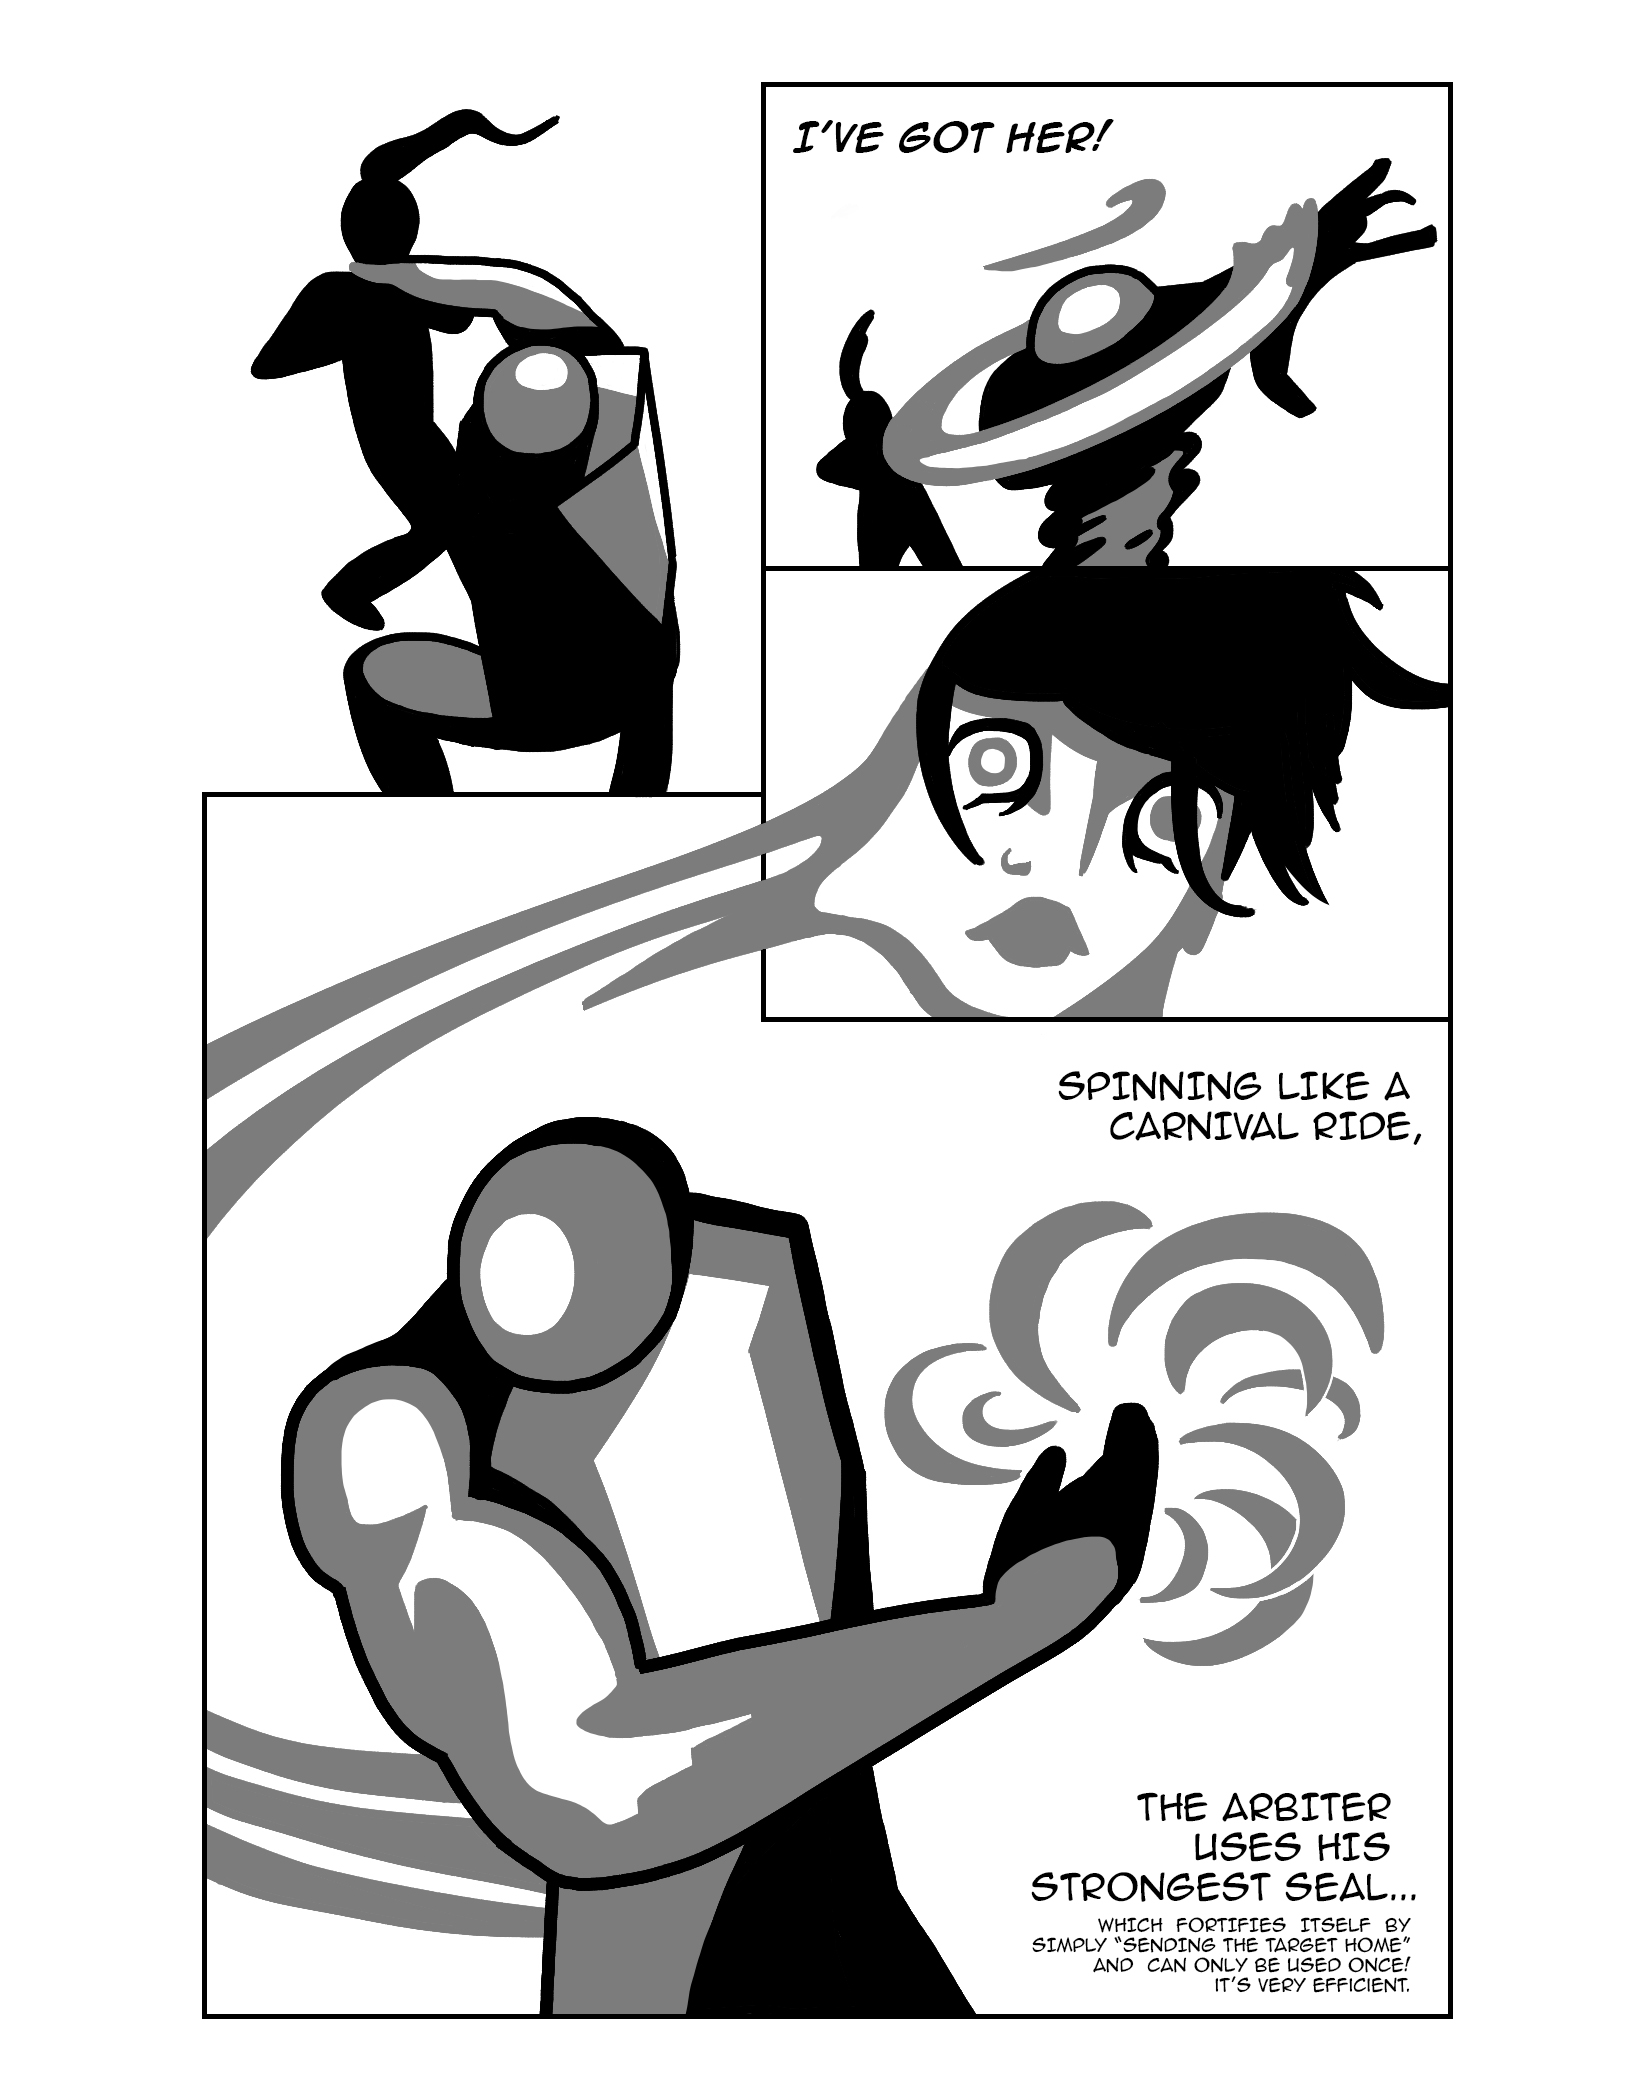 I'VE GOT HER!
SPINNING LIKE A
CARNIVAL RIDE,
THE ARBITER
USES HIS
STRONGEST SEAL...
WHICH FORTIFIES ITSELF BY
SIMPLY "SENDING THE TARGET HOME"
AND CAN ONLY BE USED ONCE!
IT'S VERY EFFICIENT.